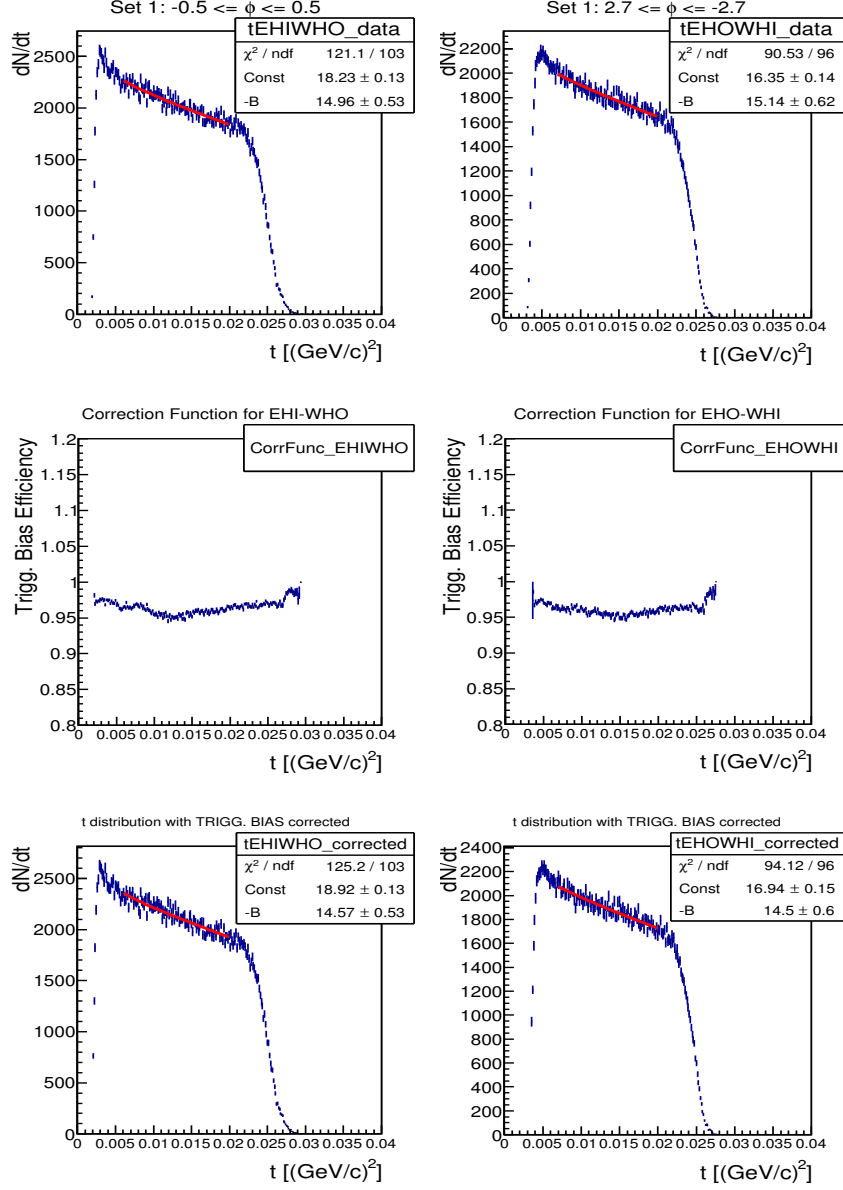 Set 1: -0.5 <= ϕ <= 0.5
tEHIWHO_data
χ² / ndf 121.1 / 103
Const 18.23 ± 0.13
-B 14.96 ± 0.53
dN/dt
2500
2000
1500
1000
500
0
0 0.005 0.01 0.015 0.02 0.025 0.03 0.035 0.04
t [(GeV/c)²]
Set 1: 2.7 <= ϕ <= -2.7
tEHOWHI_data
χ² / ndf 90.53 / 96
Const 16.35 ± 0.14
-B 15.14 ± 0.62
dN/dt
2200
2000
1800
1600
1400
1200
1000
800
600
400
200
0
0 0.005 0.01 0.015 0.02 0.025 0.03 0.035 0.04
t [(GeV/c)²]
Correction Function for EHI-WHO
CorrFunc_EHIWHO
Trigg. Bias Efficiency
1.2
1.15
1.1
1.05
1
0.95
0.9
0.85
0.8
0 0.005 0.01 0.015 0.02 0.025 0.03 0.035 0.04
t [(GeV/c)²]
Correction Function for EHO-WHI
CorrFunc_EHOWHI
Trigg. Bias Efficiency
1.2
1.15
1.1
1.05
1
0.95
0.9
0.85
0.8
0 0.005 0.01 0.015 0.02 0.025 0.03 0.035 0.04
t [(GeV/c)²]
t distribution with TRIGG. BIAS corrected
tEHIWHO_corrected
χ² / ndf 125.2 / 103
Const 18.92 ± 0.13
-B 14.57 ± 0.53
dN/dt
2500
2000
1500
1000
500
0
0 0.005 0.01 0.015 0.02 0.025 0.03 0.035 0.04
t [(GeV/c)²]
t distribution with TRIGG. BIAS corrected
tEHOWHI_corrected
χ² / ndf 94.12 / 96
Const 16.94 ± 0.15
-B 14.5 ± 0.6
dN/dt
2400
2200
2000
1800
1600
1400
1200
1000
800
600
400
200
0
0 0.005 0.01 0.015 0.02 0.025 0.03 0.035 0.04
t [(GeV/c)²]